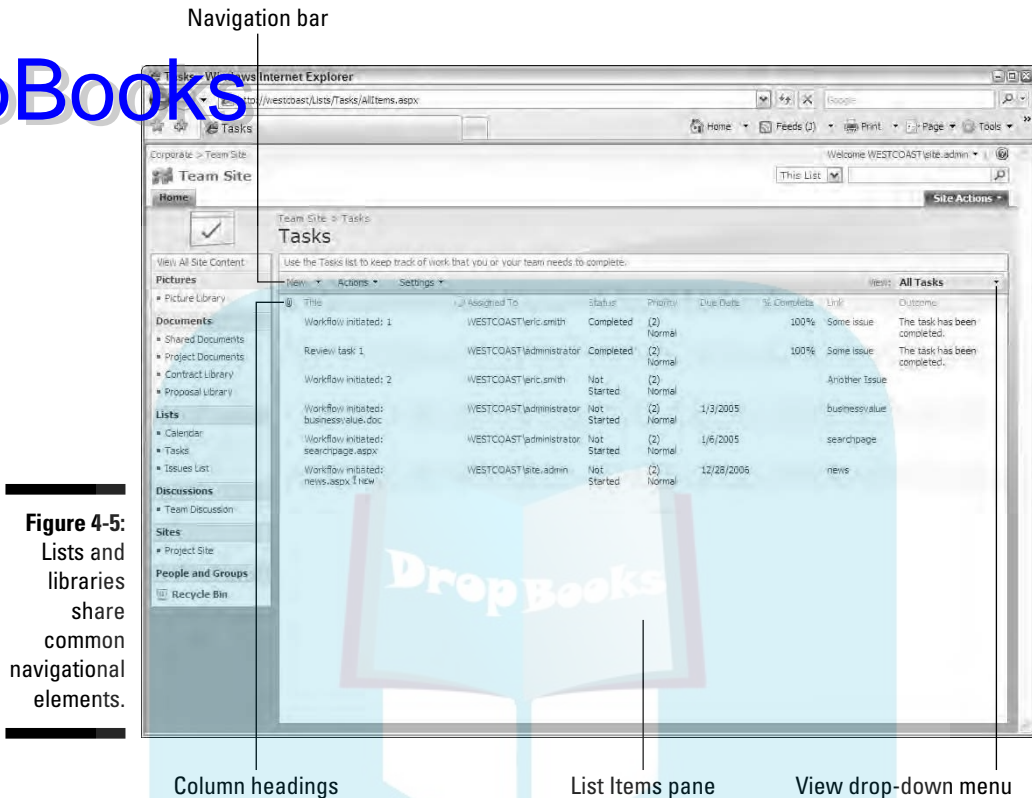 Navigation bar
oBooks
Tasks - Windows Internet Explorer
http://westcoast/Lists/Tasks/AllItems.aspx
Google
Tasks
Home
Feeds (J)
Print
Page
Tools
»
Corporate > Team Site
Welcome WESTCOAST\site.admin
Team Site
This List
Home
Site Actions
Team Site > Tasks
Tasks
View All Site Content
Use the Tasks list to keep track of work that you or your team needs to complete.
Pictures
Picture Library
Documents
Shared Documents
Project Documents
Contract Library
Proposal Library
Lists
Calendar
Tasks
Issues List
Discussions
Team Discussion
Sites
Project Site
People and Groups
Recycle Bin
New Actions Settings View: All Tasks
Title Assigned To Status Priority Due Date % Complete Link Outcome
Workflow initiated: 1 WESTCOAST\eric.smith Completed (2) Normal 100% Some issue The task has been completed.
Review task 1 WESTCOAST\administrator Completed (2) Normal 100% Some issue The task has been completed.
Workflow initiated: 2 WESTCOAST\eric.smith Not Started (2) Normal Another Issue
Workflow initiated: businessvalue.doc WESTCOAST\administrator Not Started (2) Normal 1/3/2005 businessvalue
Workflow initiated: searchpage.aspx WESTCOAST\administrator Not Started (2) Normal 1/6/2005 searchpage
Workflow initiated: news.aspx ! NEW WESTCOAST\site.admin Not Started (2) Normal 12/28/2006 news
DropBooks
Figure 4-5:
Lists and
libraries
share
common
navigational
elements.
Column headings
List Items pane
View drop-down menu